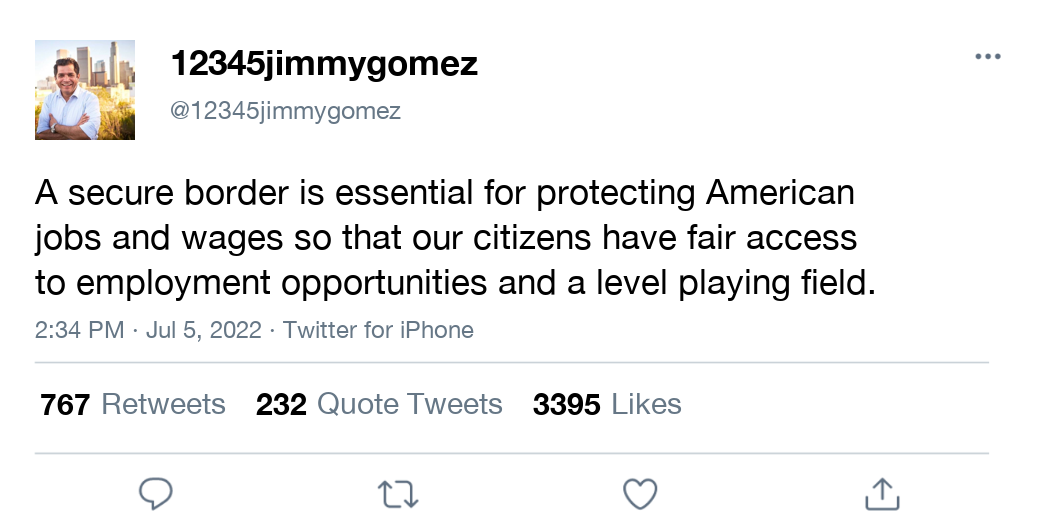 12345jimmygomez
@12345jimmygomez
A secure border is essential for protecting American
jobs and wages so that our citizens have fair access
to employment opportunities and a level playing field.
2:34 PM · Jul 5, 2022 · Twitter for iPhone
767 Retweets 232 Quote Tweets 3395 Likes